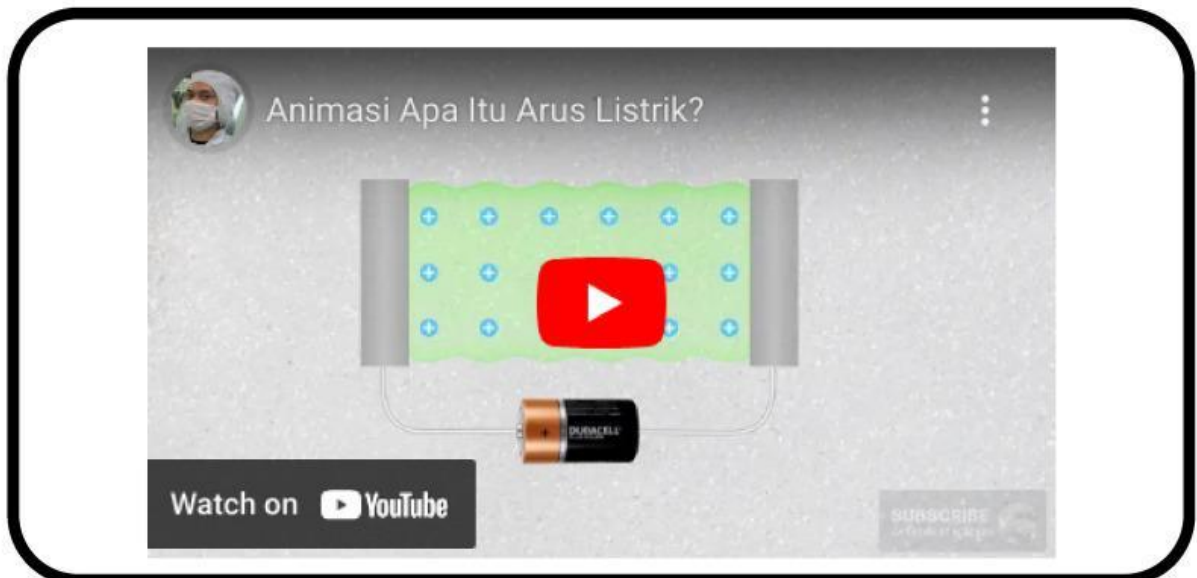 Animasi Apa Itu Arus Listrik?
+ + + + + +
+ + + +
+ + + +
+ DURACELL
Watch on YouTube
SUBSCRIBE